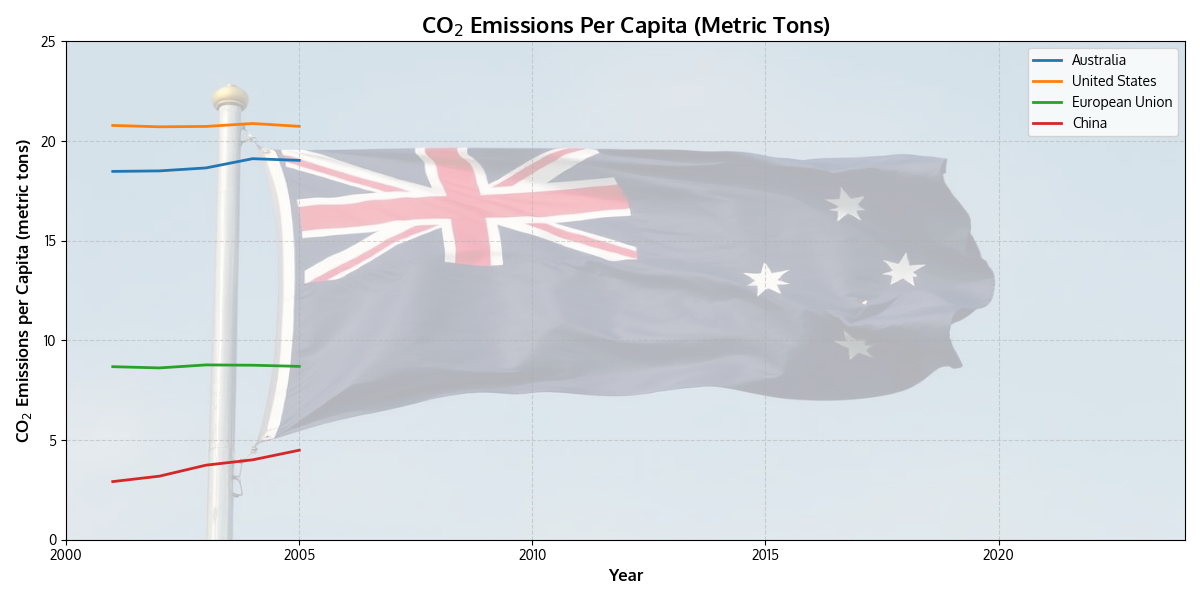 CO₂ Emissions Per Capita (Metric Tons)
CO₂ Emissions per Capita (metric tons)
25
20
15
10
5
0
Australia
United States
European Union
China
2000 2005 2010 2015 2020
Year